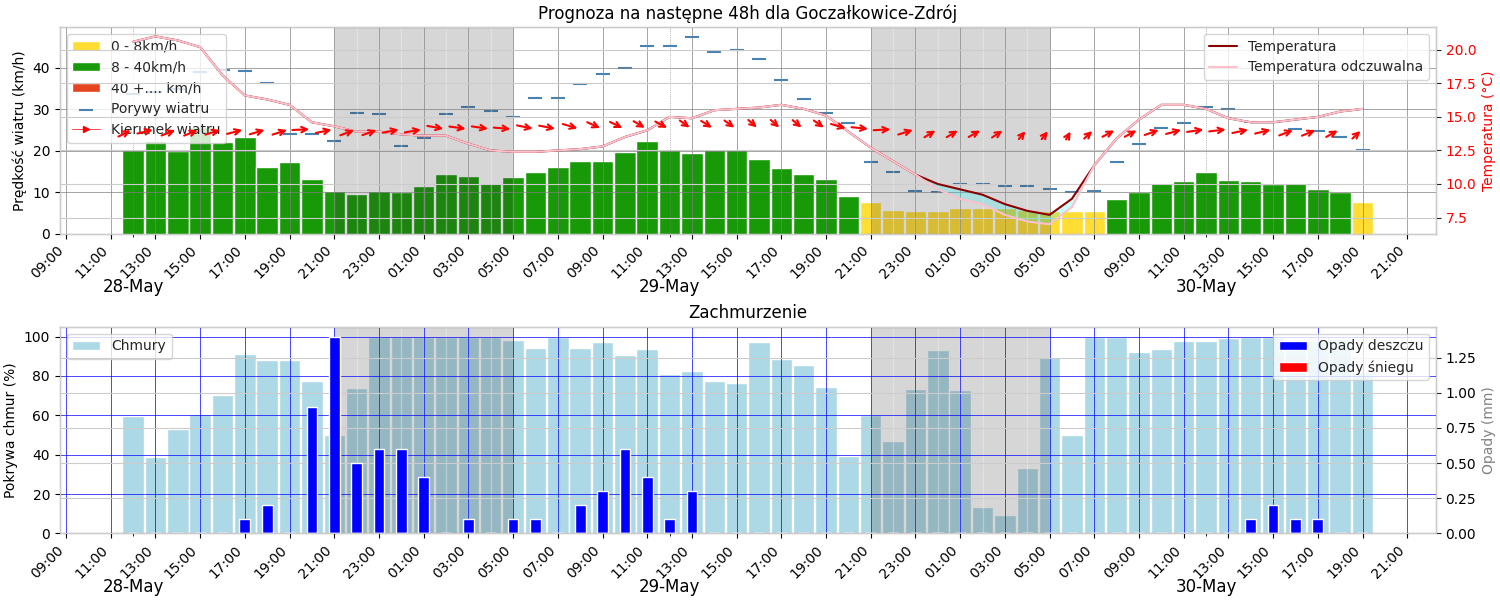 Prognoza na następne 48h dla Goczałkowice-Zdrój
Prędkość wiatru (km/h)
40
30
20
10
0
0 - 8km/h
8 - 40km/h
40 +.... km/h
Porywy wiatru
Kierunek wiatru
Temperatura
Temperatura odczuwalna
20.0
17.5
15.0
12.5
10.0
7.5
Temperatura (°C)
09:00 11:00 13:00 15:00 17:00 19:00 21:00 23:00 01:00 03:00 05:00 07:00 09:00 11:00 13:00 15:00 17:00 19:00 21:00 23:00 01:00 03:00 05:00 07:00 09:00 11:00 13:00 15:00 17:00 19:00 21:00
28-May 29-May 30-May
Zachmurzenie
Pokrywa chmur (%)
100
80
60
40
20
0
Chmury
Opady deszczu
Opady śniegu
1.25
1.00
0.75
0.50
0.25
0.00
Opady (mm)
09:00 11:00 13:00 15:00 17:00 19:00 21:00 23:00 01:00 03:00 05:00 07:00 09:00 11:00 13:00 15:00 17:00 19:00 21:00 23:00 01:00 03:00 05:00 07:00 09:00 11:00 13:00 15:00 17:00 19:00 21:00
28-May 29-May 30-May